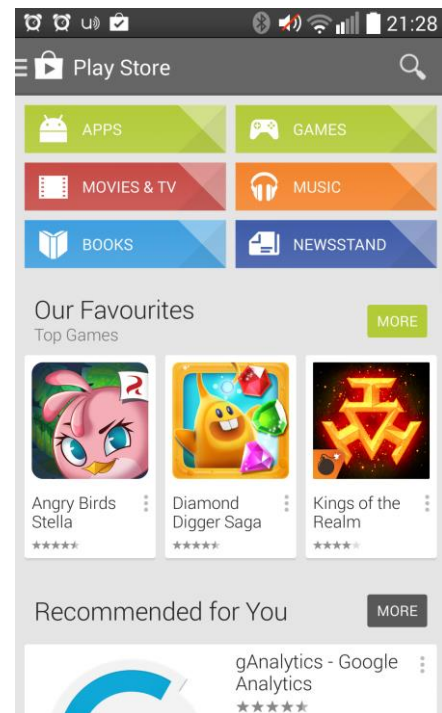 21:28
Play Store
APPS
GAMES
MOVIES & TV
MUSIC
BOOKS
NEWSSTAND
Our Favourites
MORE
Top Games
Angry Birds
Stella
Diamond
Digger Saga
Kings of the
Realm
Recommended for You
MORE
gAnalytics - Google
Analytics